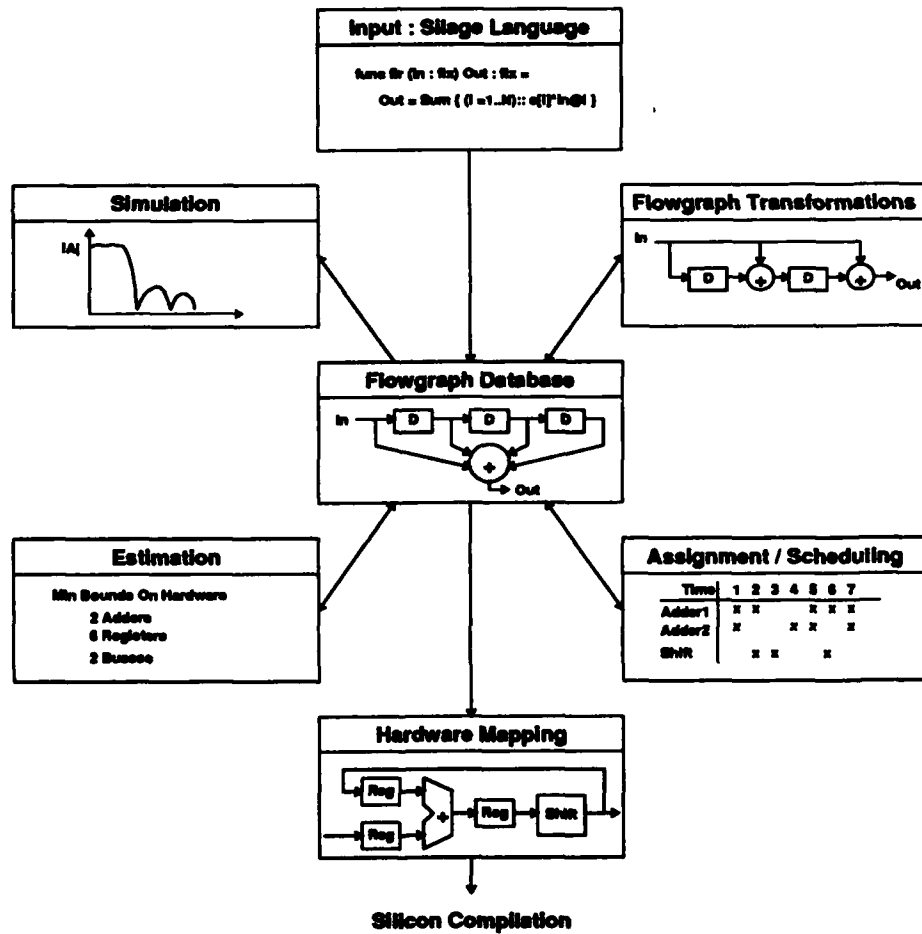 Input : Silage Language
func fir (In : fix) Out : fix =
Out = Sum { (i =1..N):: c[i]*In@i }
Simulation
|A|
Flowgraph Transformations
In
D
+
D
+
Out
Flowgraph Database
In
D
D
D
+
Out
Estimation
Min Bounds On Hardware
2 Adders
6 Registers
2 Busses
Assignment / Scheduling
Time 1 2 3 4 5 6 7
Adder1 x x x x x
Adder2 x x x x
Shift x x x
Hardware Mapping
Reg
+
Reg
Shift
Reg
Silicon Compilation